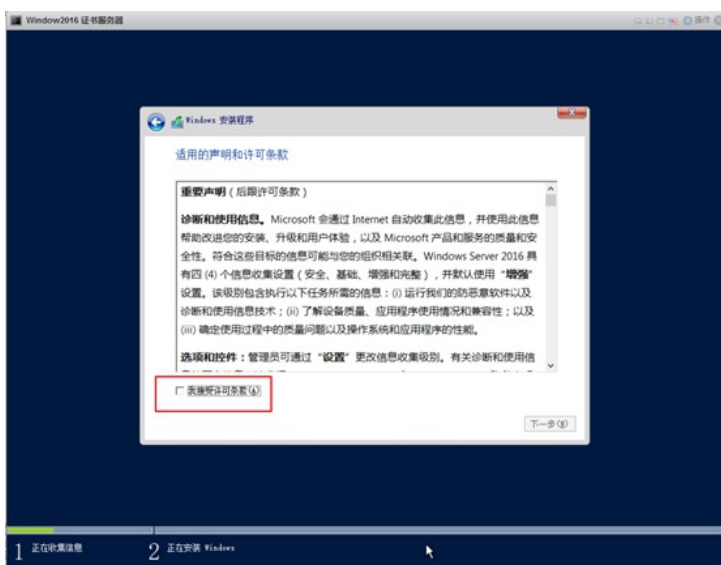 Window2016 证书服务器
操作
Windows 安装程序
适用的声明和许可条款
重要声明（后跟许可条款）
诊断和使用信息。Microsoft 会通过 Internet 自动收集此信息，并使用此信息
帮助改进您的安装、升级和用户体验，以及 Microsoft 产品和服务的质量和安
全性。符合这些目标的信息可能与您的组织相关联。Windows Server 2016 具
有四 (4) 个信息收集设置（安全、基础、增强和完整），并默认使用“增强”
设置。该级别包含执行以下任务所需的信息：(i) 运行我们的防恶意软件以及
诊断和使用信息技术；(ii) 了解设备质量、应用程序使用情况和兼容性；以及
(iii) 确定使用过程中的质量问题以及操作系统和应用程序的性能。
选项和控件：管理员可通过“设置”更改信息收集级别。有关诊断和使用信
我接受许可条款(A)
下一步(N)
1 正在收集信息
2 正在安装 Windows